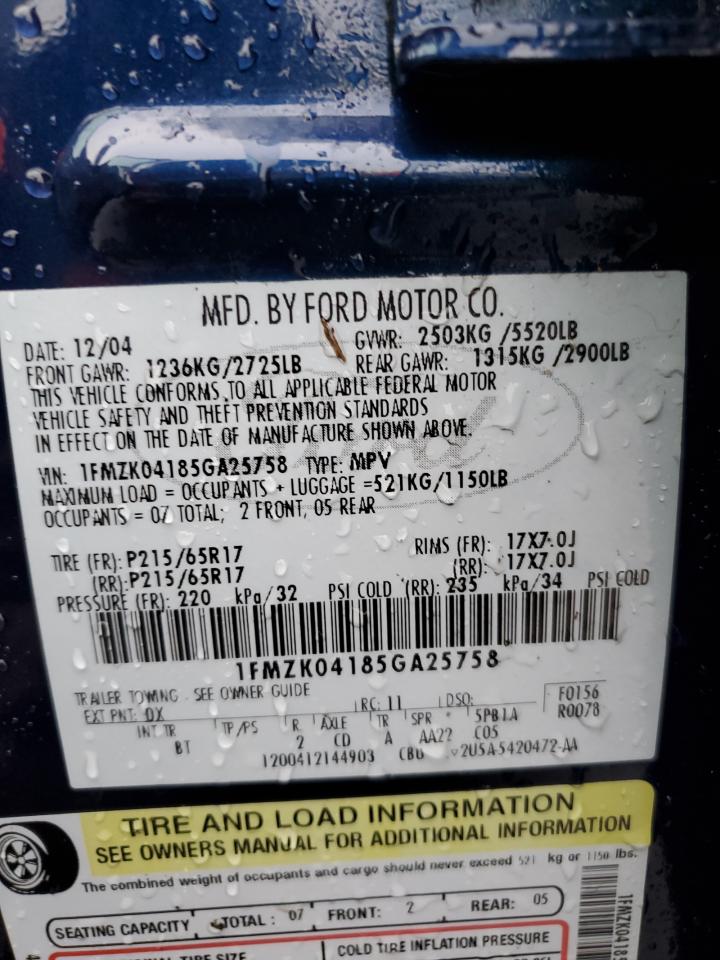 MFD. BY FORD MOTOR CO.
DATE: 12/04 GVWR: 2503KG /5520LB
FRONT GAWR: 1236KG/2725LB REAR GAWR: 1315KG /2900LB
THIS VEHICLE CONFORMS TO ALL APPLICABLE FEDERAL MOTOR
VEHICLE SAFETY AND THEFT PREVENTION STANDARDS
IN EFFECT ON THE DATE OF MANUFACTURE SHOWN ABOVE.
VIN: 1FMZK04185GA25758 TYPE: MPV
MAXIMUM LOAD = OCCUPANTS + LUGGAGE =521KG/1150LB
OCCUPANTS = 07 TOTAL; 2 FRONT, 05 REAR
TIRE (FR): P215/65R17 RIMS (FR): 17X7.0J
(RR): P215/65R17 (RR): 17X7.0J
PRESSURE (FR): 220 kPa/32 PSI COLD (RR): 235 kPa/34 PSI COLD
1FMZK04185GA25758
TRAILER TOWING - SEE OWNER GUIDE
EXT PNT: DX RC: 11 DSO: F0156
R0078
INT TR TP/PS R AXLE TR SPR 5PB1A
BT 2 CD A AA22 C05
1200412144903 CBU 2U5A-5420472-AA
TIRE AND LOAD INFORMATION
SEE OWNERS MANUAL FOR ADDITIONAL INFORMATION
The combined weight of occupants and cargo should never exceed 521 kg or 1150 lbs.
SEATING CAPACITY TOTAL: 07 FRONT: 2 REAR: 05
TIRE SIZE COLD TIRE INFLATION PRESSURE
1FMZK0418